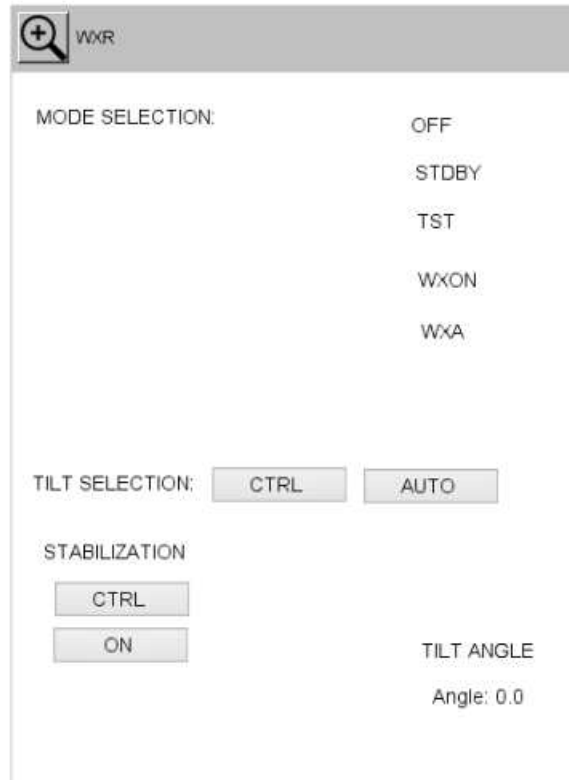 WXR
MODE SELECTION:
OFF
STDBY
TST
WXON
WXA
TILT SELECTION: CTRL AUTO
STABILIZATION
CTRL
ON
TILT ANGLE
Angle: 0.0